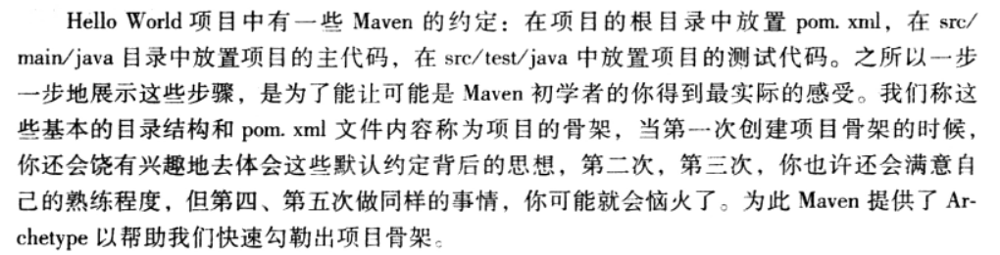 Hello World 项目中有一些 Maven 的约定：在项目的根目录中放置 pom. xml，在 src/
main/java 目录中放置项目的主代码，在 src/test/java 中放置项目的测试代码。之所以一步
一步地展示这些步骤，是为了能让可能是 Maven 初学者的你得到最实际的感受。我们称这
些基本的目录结构和 pom. xml 文件内容称为项目的骨架，当第一次创建项目骨架的时候，
你还会饶有兴趣地去体会这些默认约定背后的思想，第二次，第三次，你也许还会满意自
己的熟练程度，但第四、第五次做同样的事情，你可能就会恼火了。为此 Maven 提供了 Ar-
chetype 以帮助我们快速勾勒出项目骨架。